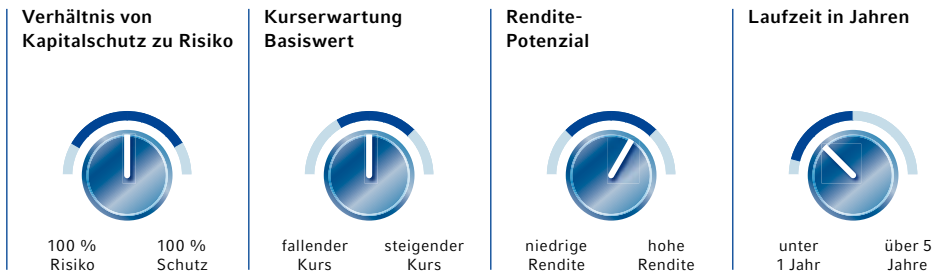 Verhältnis von
Kapitalschutz zu Risiko
100 %
Risiko
100 %
Schutz
Kurserwartung
Basiswert
fallender
Kurs
steigender
Kurs
Rendite-
Potenzial
niedrige
Rendite
hohe
Rendite
Laufzeit in Jahren
unter
1 Jahr
über 5
Jahre